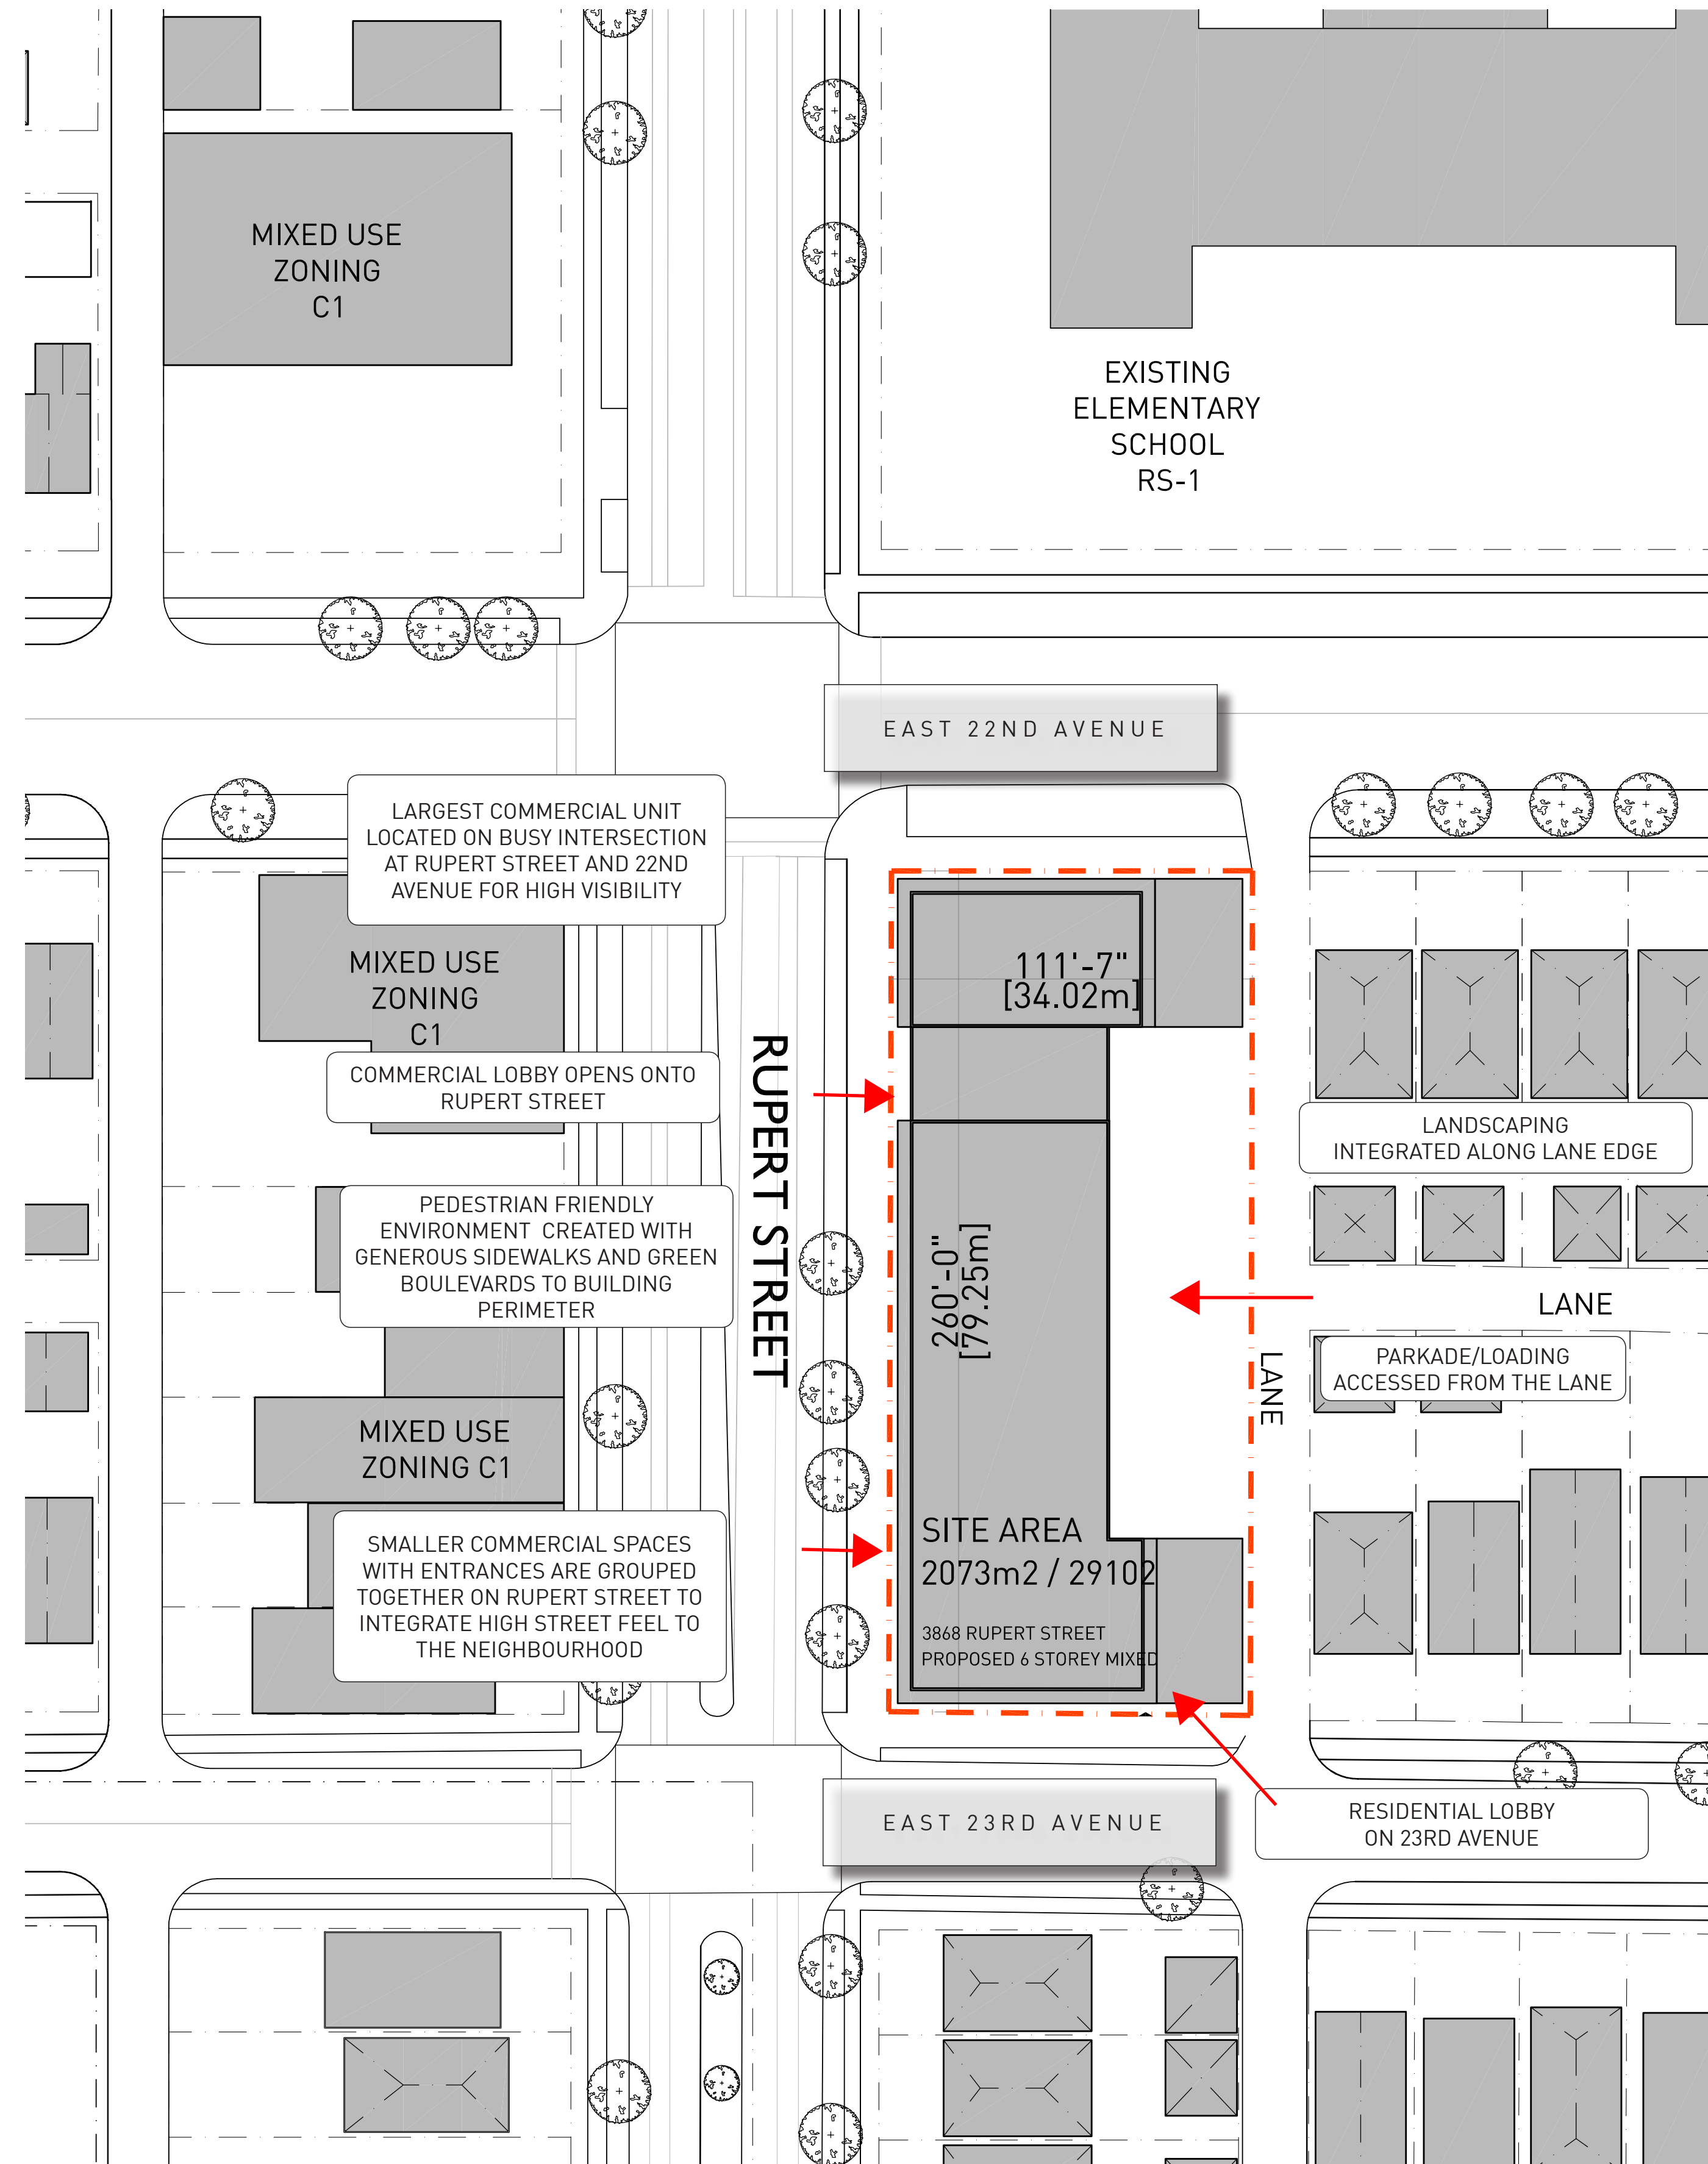 MIXED USE
ZONING
C1
EXISTING
ELEMENTARY
SCHOOL
RS-1
EAST 22ND AVENUE
LARGEST COMMERCIAL UNIT
LOCATED ON BUSY INTERSECTION
AT RUPERT STREET AND 22ND
AVENUE FOR HIGH VISIBILITY
MIXED USE
ZONING
C1
111'-7"
[34.02m]
COMMERCIAL LOBBY OPENS ONTO
RUPERT STREET
RUPERT STREET
LANDSCAPING
INTEGRATED ALONG LANE EDGE
PEDESTRIAN FRIENDLY
ENVIRONMENT CREATED WITH
GENEROUS SIDEWALKS AND GREEN
BOULEVARDS TO BUILDING
PERIMETER
260'-0"
[79.25m]
LANE
LANE
PARKADE/LOADING
ACCESSED FROM THE LANE
MIXED USE
ZONING C1
SMALLER COMMERCIAL SPACES
WITH ENTRANCES ARE GROUPED
TOGETHER ON RUPERT STREET TO
INTEGRATE HIGH STREET FEEL TO
THE NEIGHBOURHOOD
SITE AREA
2073m2 / 29102
3868 RUPERT STREET
PROPOSED 6 STOREY MIXED
EAST 23RD AVENUE
RESIDENTIAL LOBBY
ON 23RD AVENUE